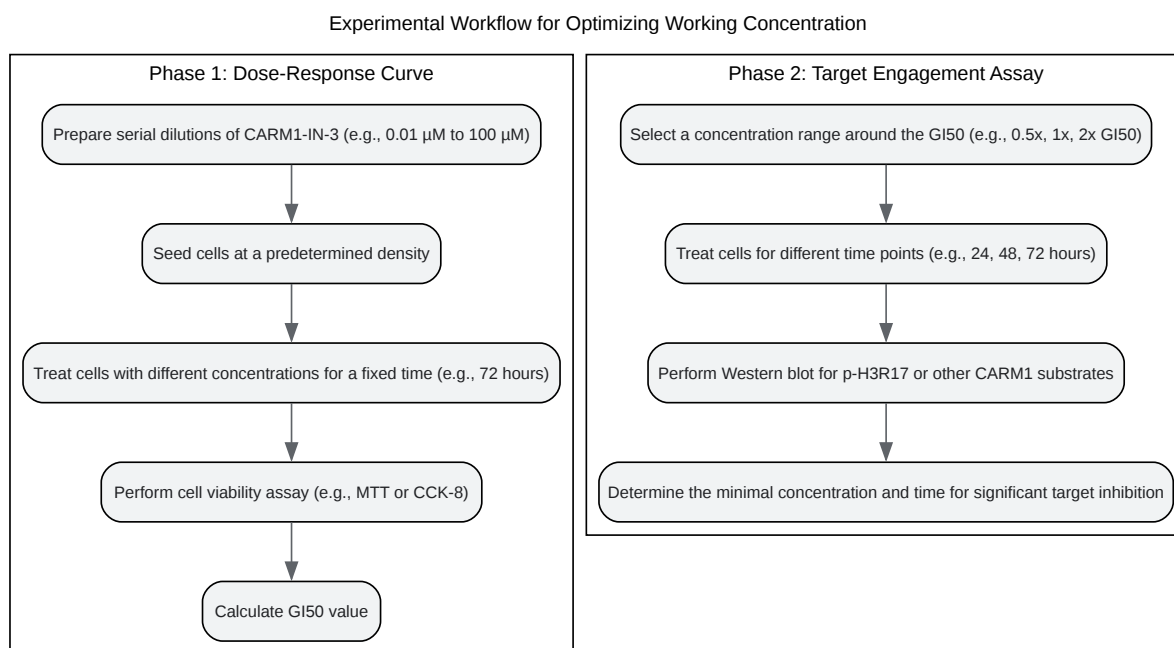 Experimental Workflow for Optimizing Working Concentration
Phase 1: Dose-Response Curve
Prepare serial dilutions of CARM1-IN-3 (e.g., 0.01 µM to 100 µM)
Seed cells at a predetermined density
Treat cells with different concentrations for a fixed time (e.g., 72 hours)
Perform cell viability assay (e.g., MTT or CCK-8)
Calculate GI50 value
Phase 2: Target Engagement Assay
Select a concentration range around the GI50 (e.g., 0.5x, 1x, 2x GI50)
Treat cells for different time points (e.g., 24, 48, 72 hours)
Perform Western blot for p-H3R17 or other CARM1 substrates
Determine the minimal concentration and time for significant target inhibition